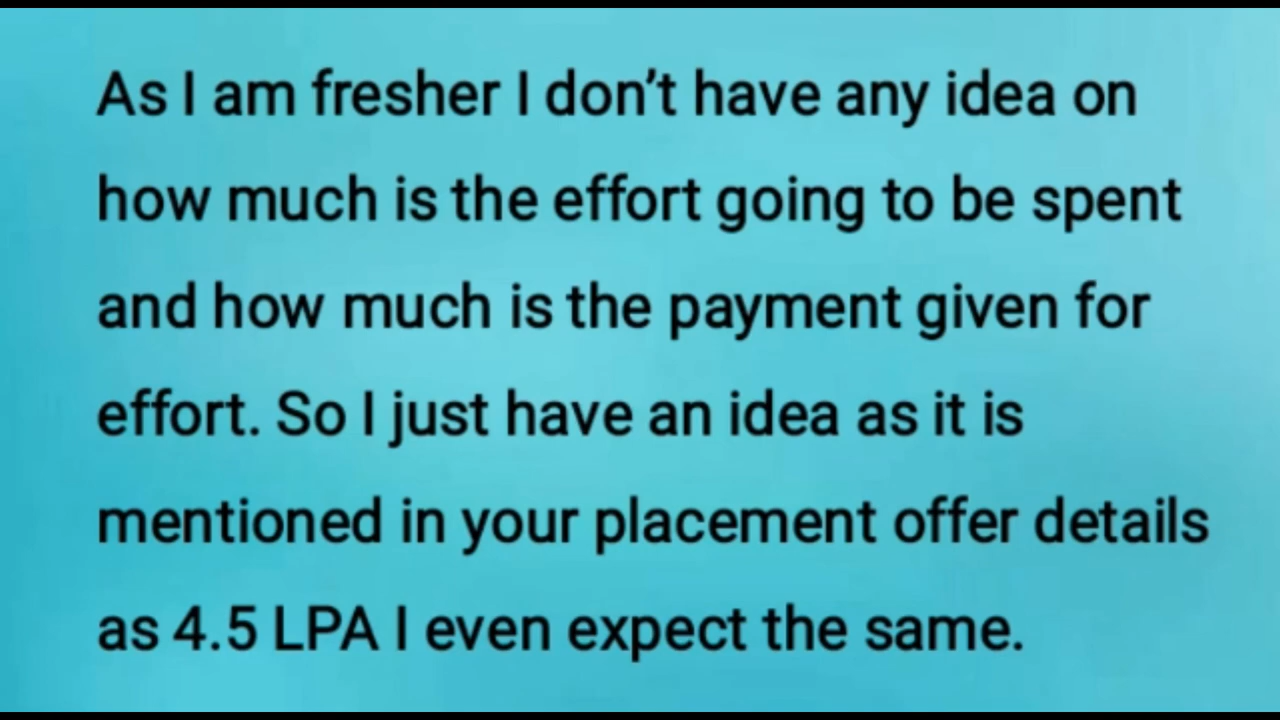 As I am fresher I don’t have any idea on
how much is the effort going to be spent
and how much is the payment given for
effort. So I just have an idea as it is
mentioned in your placement offer details
as 4.5 LPA I even expect the same.